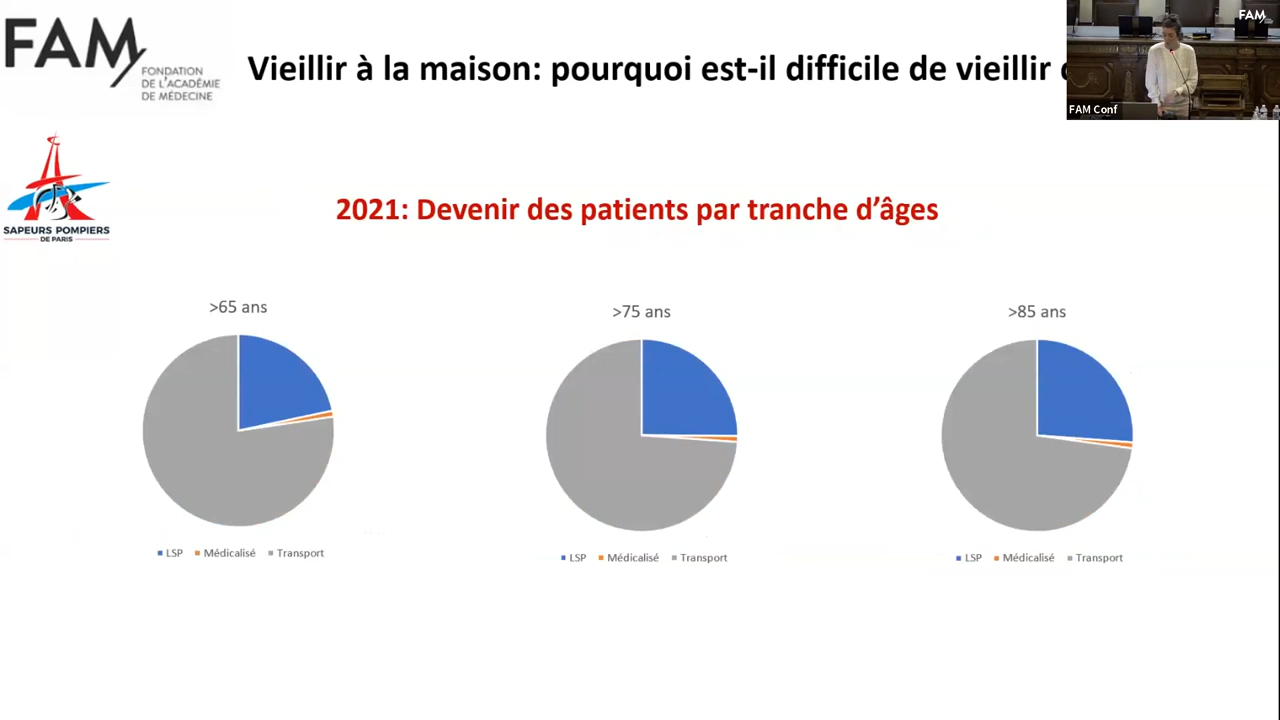 FAM
FONDATION
DE L'ACADÉMIE
DE MÉDECINE
Vieillir à la maison: pourquoi est-il difficile de vieillir
FAM
FAM Conf
SAPEURS POMPIERS
DE PARIS
2021: Devenir des patients par tranche d'âges
>65 ans
>75 ans
>85 ans
LSP Médicalisé Transport
LSP Médicalisé Transport
LSP Médicalisé Transport